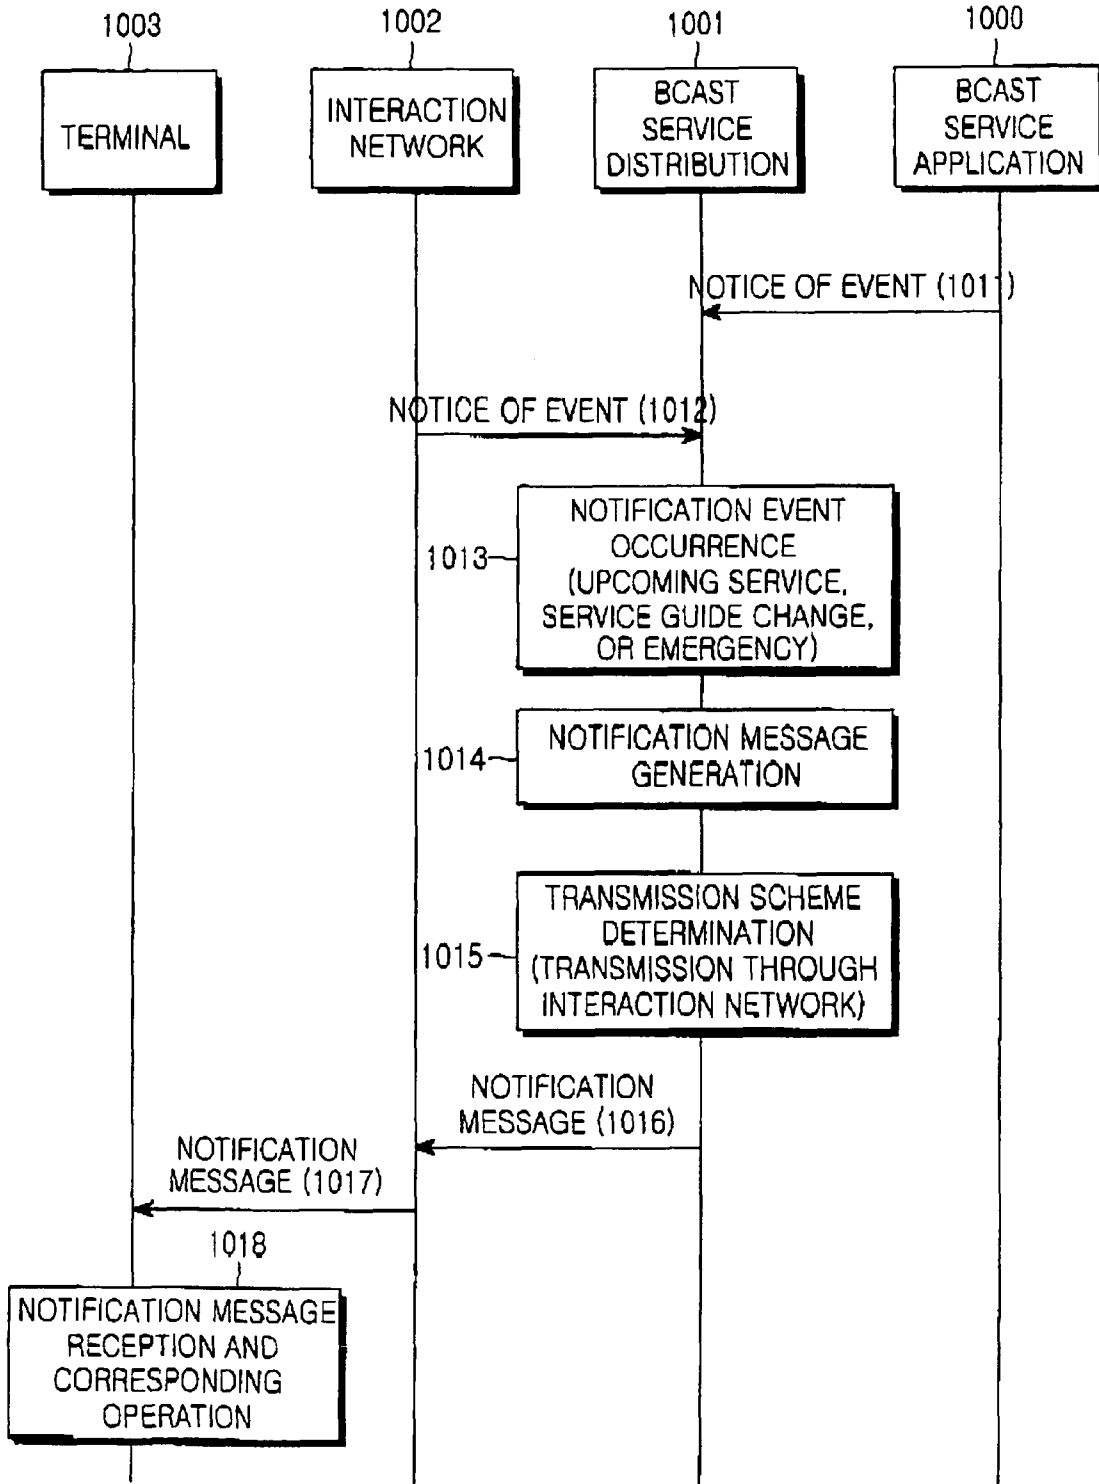 1003
1002
1001
1000
TERMINAL
INTERACTION
NETWORK
BCAST
SERVICE
DISTRIBUTION
BCAST
SERVICE
APPLICATION
NOTICE OF EVENT (1011)
NOTICE OF EVENT (1012)
1013
NOTIFICATION EVENT
OCCURRENCE
(UPCOMING SERVICE,
SERVICE GUIDE CHANGE,
OR EMERGENCY)
1014
NOTIFICATION MESSAGE
GENERATION
1015
TRANSMISSION SCHEME
DETERMINATION
(TRANSMISSION THROUGH
INTERACTION NETWORK)
NOTIFICATION
MESSAGE (1016)
NOTIFICATION
MESSAGE (1017)
1018
NOTIFICATION MESSAGE
RECEPTION AND
CORRESPONDING
OPERATION